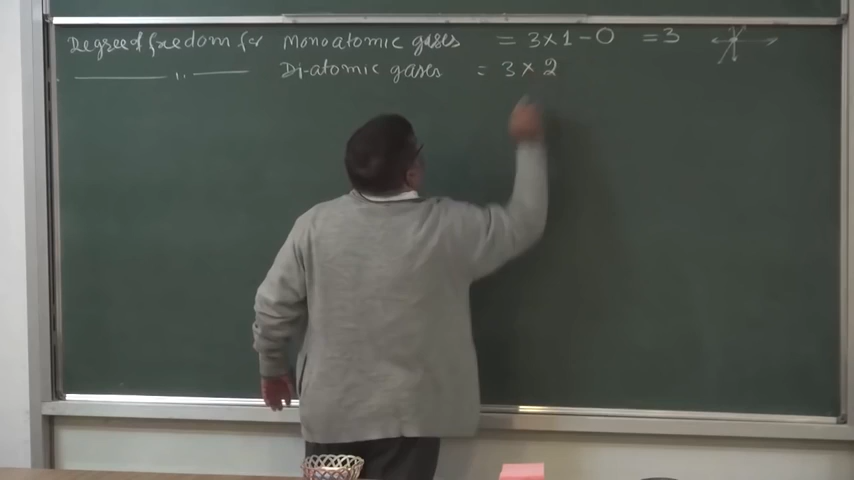 Degree of freedom for Monoatomic gases = 3×1-0 = 3
——— '' ——— Di-atomic gases = 3×2